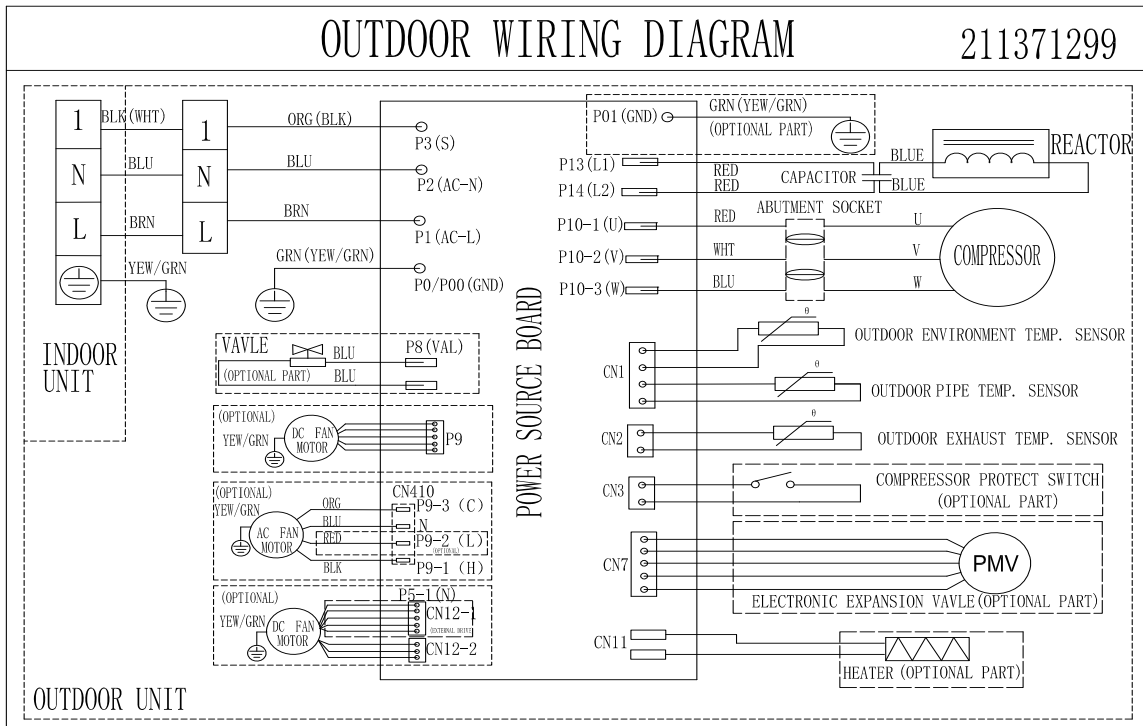 OUTDOOR WIRING DIAGRAM
211371299
1
N
L
BLK(WHT)
BLU
BRN
YEW/GRN
1
N
L
INDOOR
UNIT
ORG(BLK)
BLU
BRN
GRN(YEW/GRN)
P3(S)
P2(AC-N)
P1(AC-L)
P0/P00(GND)
VAVLE
BLU
(OPTIONAL PART)
BLU
P8(VAL)
(OPTIONAL)
YEW/GRN
DC FAN
MOTOR
P9
(OPTIONAL)
YEW/GRN
AC FAN
MOTOR
ORG
BLU
RED
BLK
CN410
P9-3 (C)
N
P9-2 (L)
(OPTIONAL)
P9-1 (H)
(OPTIONAL)
YEW/GRN
DC FAN
MOTOR
P5-1(N)
CN12-1
(EXTERNAL DRIVE)
CN12-2
OUTDOOR UNIT
POWER SOURCE BOARD
P01(GND)
GRN(YEW/GRN)
(OPTIONAL PART)
P13(L1)
P14(L2)
RED
RED
CAPACITOR
BLUE
BLUE
REACTOR
ABUTMENT SOCKET
P10-1(U)
RED
U
P10-2(V)
WHT
V
P10-3(W)
BLU
W
COMPRESSOR
CN1
θ
OUTDOOR ENVIRONMENT TEMP. SENSOR
θ
OUTDOOR PIPE TEMP. SENSOR
CN2
θ
OUTDOOR EXHAUST TEMP. SENSOR
CN3
COMPREESSOR PROTECT SWITCH
(OPTIONAL PART)
CN7
PMV
ELECTRONIC EXPANSION VAVLE(OPTIONAL PART)
CN11
HEATER(OPTIONAL PART)